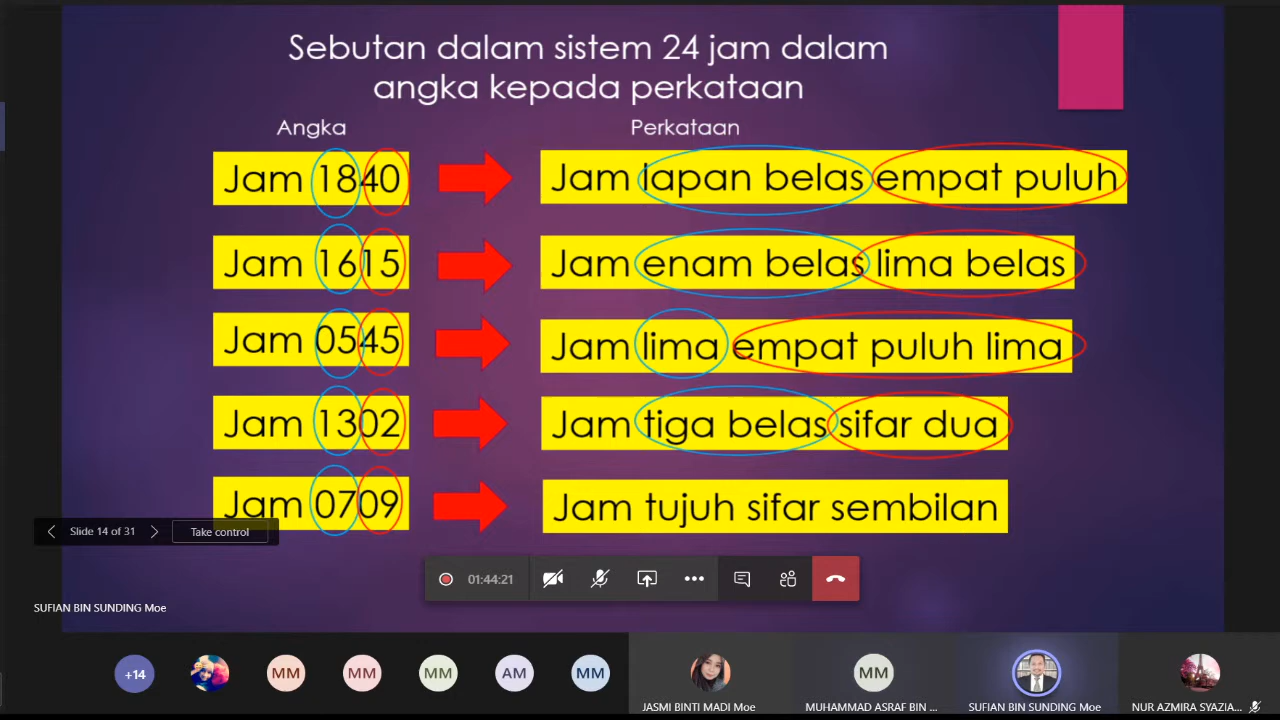 Sebutan dalam sistem 24 jam dalam
angka kepada perkataan
Angka
Perkataan
Jam 1840
Jam lapan belas empat puluh
Jam 1615
Jam enam belas lima belas
Jam 0545
Jam lima empat puluh lima
Jam 1302
Jam tiga belas sifar dua
Jam 0709
Jam tujuh sifar sembilan
Slide 14 of 31
Take control
01:44:21
SUFIAN BIN SUNDING Moe
+14
MM
MM
MM
AM
MM
MM
JASMI BINTI MADI Moe
MUHAMMAD ASRAF BIN ...
SUFIAN BIN SUNDING Moe
NUR AZMIRA SYAZIA...